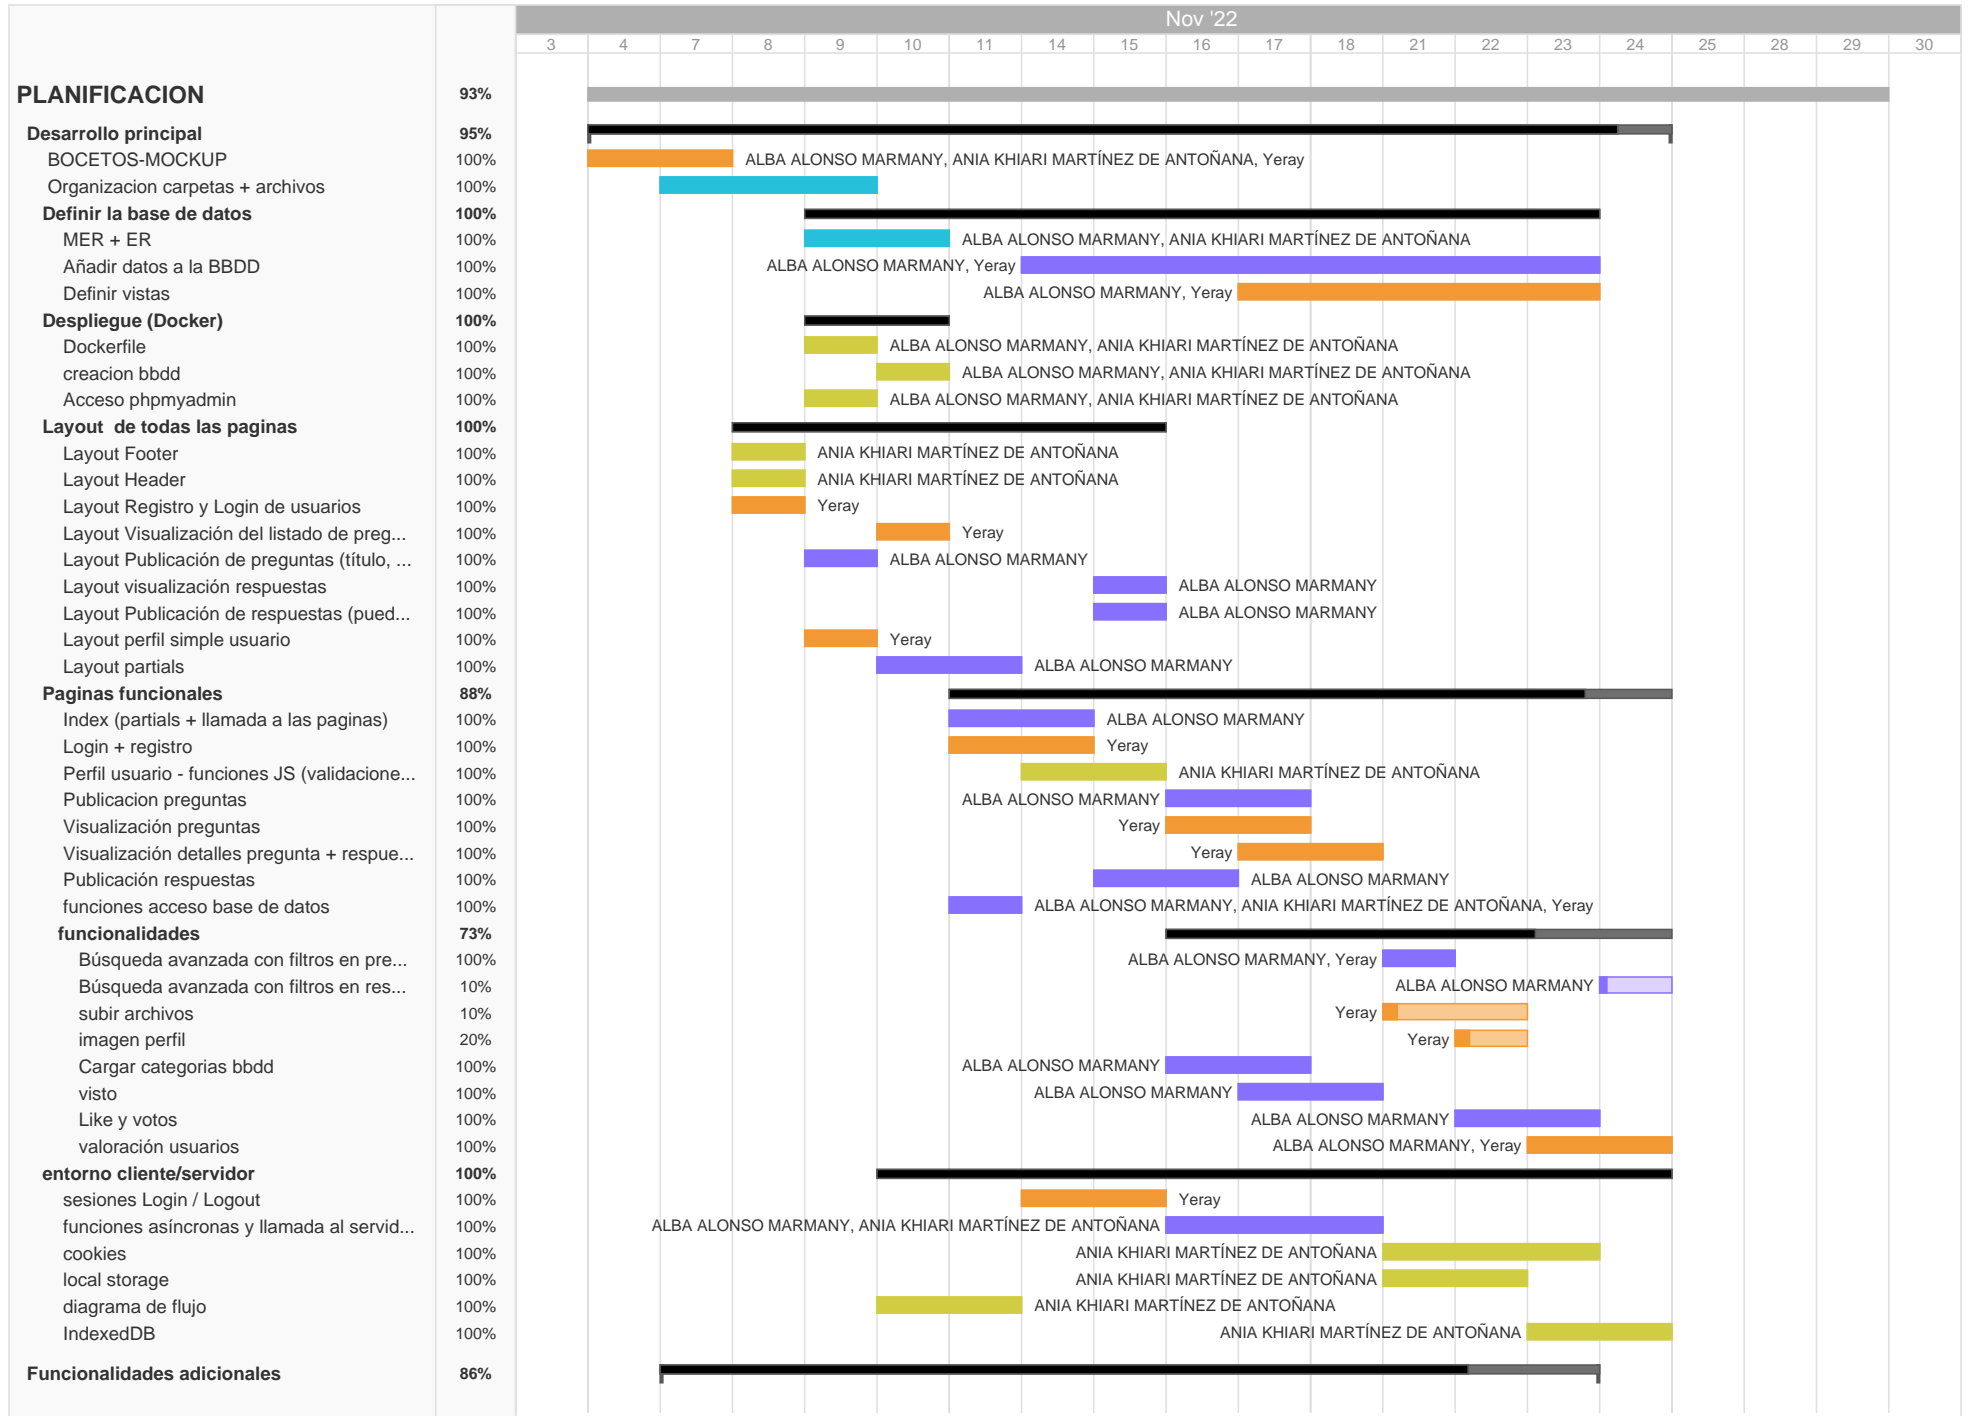 Nov '22
3 4 7 8 9 10 11 14 15 16 17 18 21 22 23 24 25 28 29 30
PLANIFICACION 93%
Desarrollo principal 95%
BOCETOS-MOCKUP 100% ALBA ALONSO MARMANY, ANIA KHIARI MARTÍNEZ DE ANTOÑANA, Yeray
Organizacion carpetas + archivos 100%
Definir la base de datos 100%
MER + ER 100% ALBA ALONSO MARMANY, ANIA KHIARI MARTÍNEZ DE ANTOÑANA
Añadir datos a la BBDD 100% ALBA ALONSO MARMANY, Yeray
Definir vistas 100% ALBA ALONSO MARMANY, Yeray
Despliegue (Docker) 100%
Dockerfile 100% ALBA ALONSO MARMANY, ANIA KHIARI MARTÍNEZ DE ANTOÑANA
creacion bbdd 100% ALBA ALONSO MARMANY, ANIA KHIARI MARTÍNEZ DE ANTOÑANA
Acceso phpmyadmin 100% ALBA ALONSO MARMANY, ANIA KHIARI MARTÍNEZ DE ANTOÑANA
Layout de todas las paginas 100%
Layout Footer 100% ANIA KHIARI MARTÍNEZ DE ANTOÑANA
Layout Header 100% ANIA KHIARI MARTÍNEZ DE ANTOÑANA
Layout Registro y Login de usuarios 100% Yeray
Layout Visualización del listado de preg... 100% Yeray
Layout Publicación de preguntas (título, ... 100% ALBA ALONSO MARMANY
Layout visualización respuestas 100% ALBA ALONSO MARMANY
Layout Publicación de respuestas (pued... 100% ALBA ALONSO MARMANY
Layout perfil simple usuario 100% Yeray
Layout partials 100% ALBA ALONSO MARMANY
Paginas funcionales 88%
Index (partials + llamada a las paginas) 100% ALBA ALONSO MARMANY
Login + registro 100% Yeray
Perfil usuario - funciones JS (validacione... 100% ANIA KHIARI MARTÍNEZ DE ANTOÑANA
Publicacion preguntas 100% ALBA ALONSO MARMANY
Visualización preguntas 100% Yeray
Visualización detalles pregunta + respue... 100% Yeray
Publicación respuestas 100% ALBA ALONSO MARMANY
funciones acceso base de datos 100% ALBA ALONSO MARMANY, ANIA KHIARI MARTÍNEZ DE ANTOÑANA, Yeray
funcionalidades 73%
Búsqueda avanzada con filtros en pre... 100% ALBA ALONSO MARMANY, Yeray
Búsqueda avanzada con filtros en res... 10% ALBA ALONSO MARMANY
subir archivos 10% Yeray
imagen perfil 20% Yeray
Cargar categorias bbdd 100% ALBA ALONSO MARMANY
visto 100% ALBA ALONSO MARMANY
Like y votos 100% ALBA ALONSO MARMANY
valoración usuarios 100% ALBA ALONSO MARMANY, Yeray
entorno cliente/servidor 100%
sesiones Login / Logout 100% Yeray
funciones asíncronas y llamada al servid... 100% ALBA ALONSO MARMANY, ANIA KHIARI MARTÍNEZ DE ANTOÑANA
cookies 100% ANIA KHIARI MARTÍNEZ DE ANTOÑANA
local storage 100% ANIA KHIARI MARTÍNEZ DE ANTOÑANA
diagrama de flujo 100% ANIA KHIARI MARTÍNEZ DE ANTOÑANA
IndexedDB 100% ANIA KHIARI MARTÍNEZ DE ANTOÑANA
Funcionalidades adicionales 86%